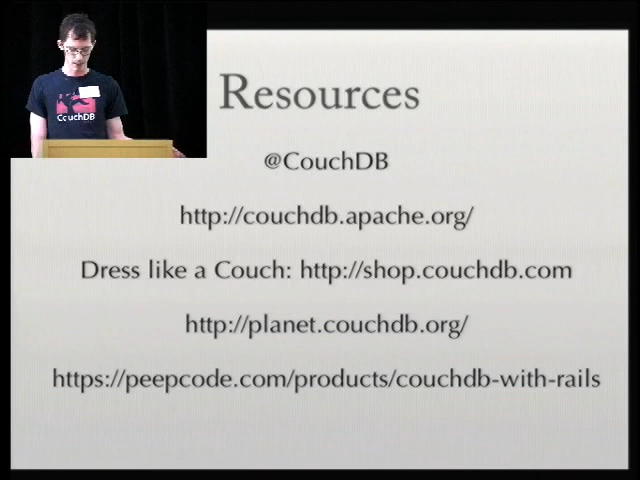 CouchDB
Resources
@CouchDB
http://couchdb.apache.org/
Dress like a Couch: http://shop.couchdb.com
http://planet.couchdb.org/
https://peepcode.com/products/couchdb-with-rails